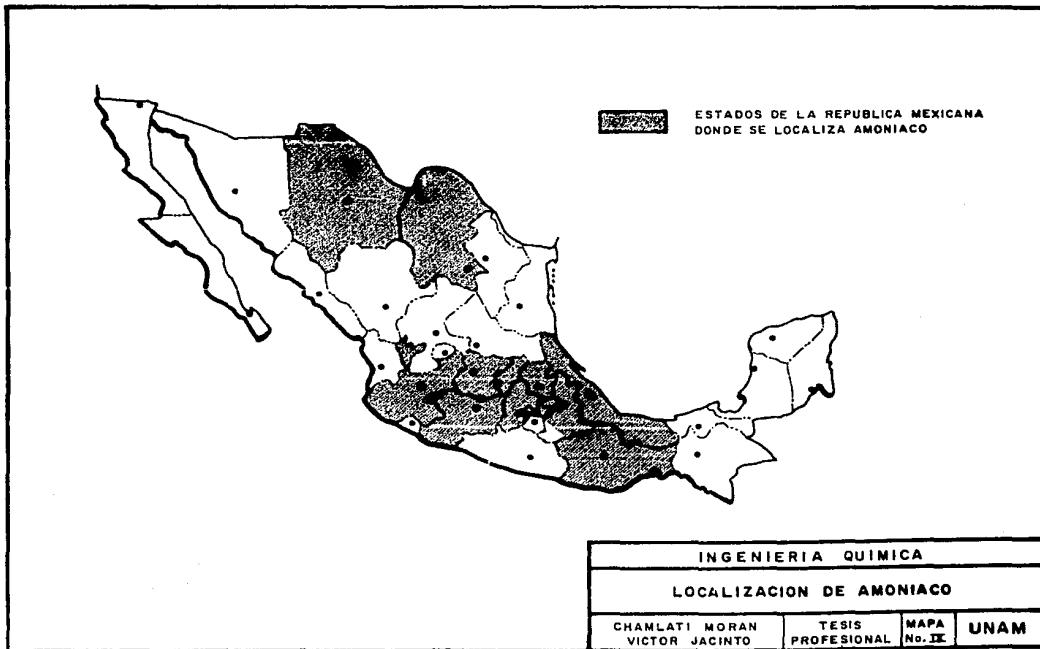 ESTADOS DE LA REPUBLICA MEXICANA
DONDE SE LOCALIZA AMONIACO
INGENIERIA QUIMICA
LOCALIZACION DE AMONIACO
CHAMLATI MORAN
VICTOR JACINTO
TESIS
PROFESIONAL
MAPA
No. IX
UNAM